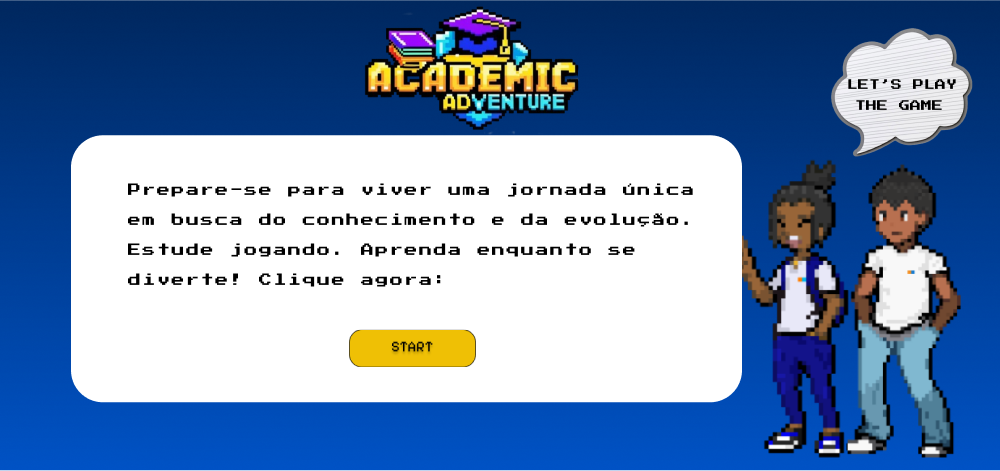 ACADEMIC
ADVENTURE
LET'S PLAY
THE GAME
Prepare-se para viver uma jornada única
em busca do conhecimento e da evolução.
Estude jogando. Aprenda enquanto se
diverte! Clique agora:
START